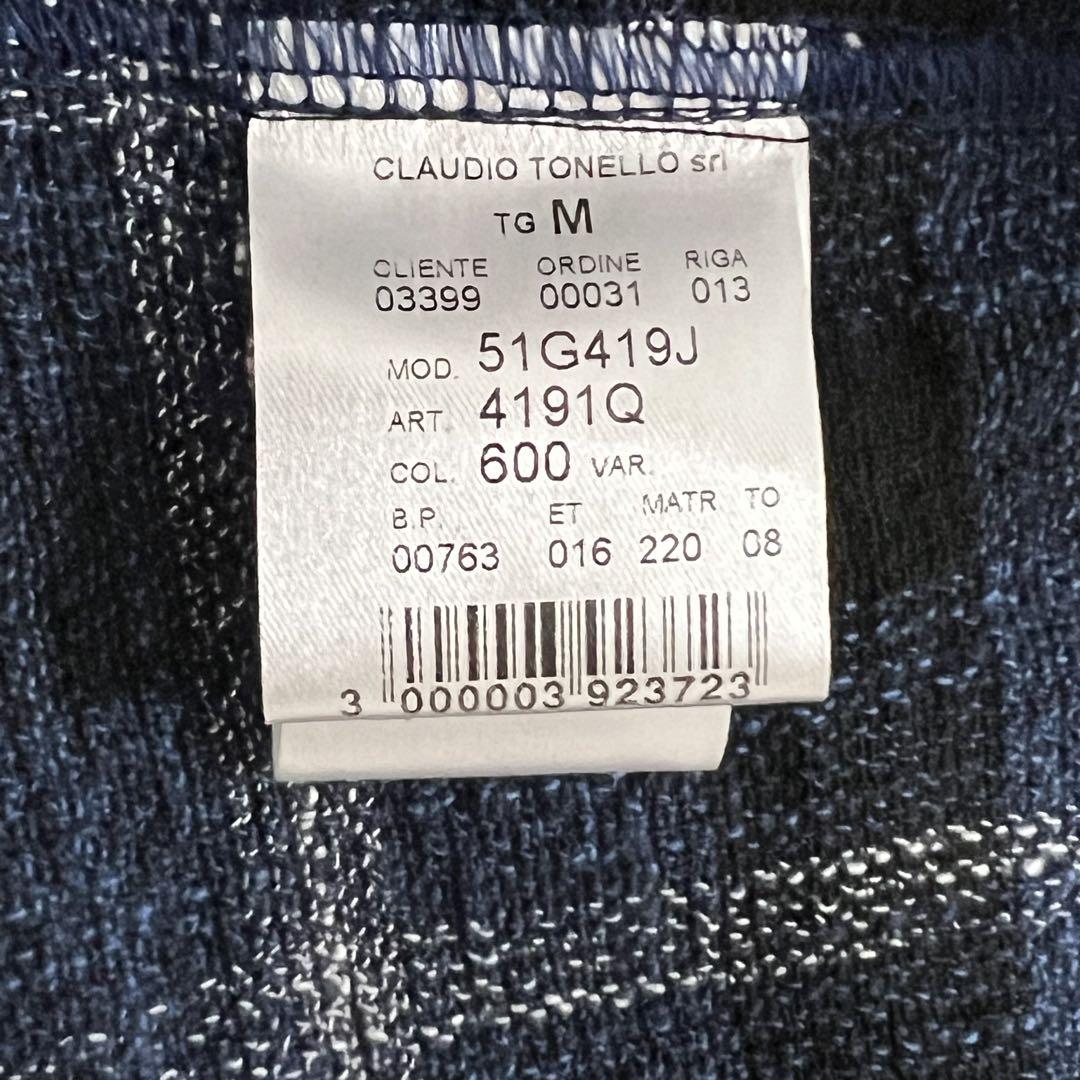 CLAUDIO TONELLO srl
TG M
CLIENTE ORDINE RIGA
03399 00031 013
MOD. 51G419J
ART. 4191Q
COL. 600 VAR.
B.P. ET MATR TO
00763 016 220 08
3 000003 923723